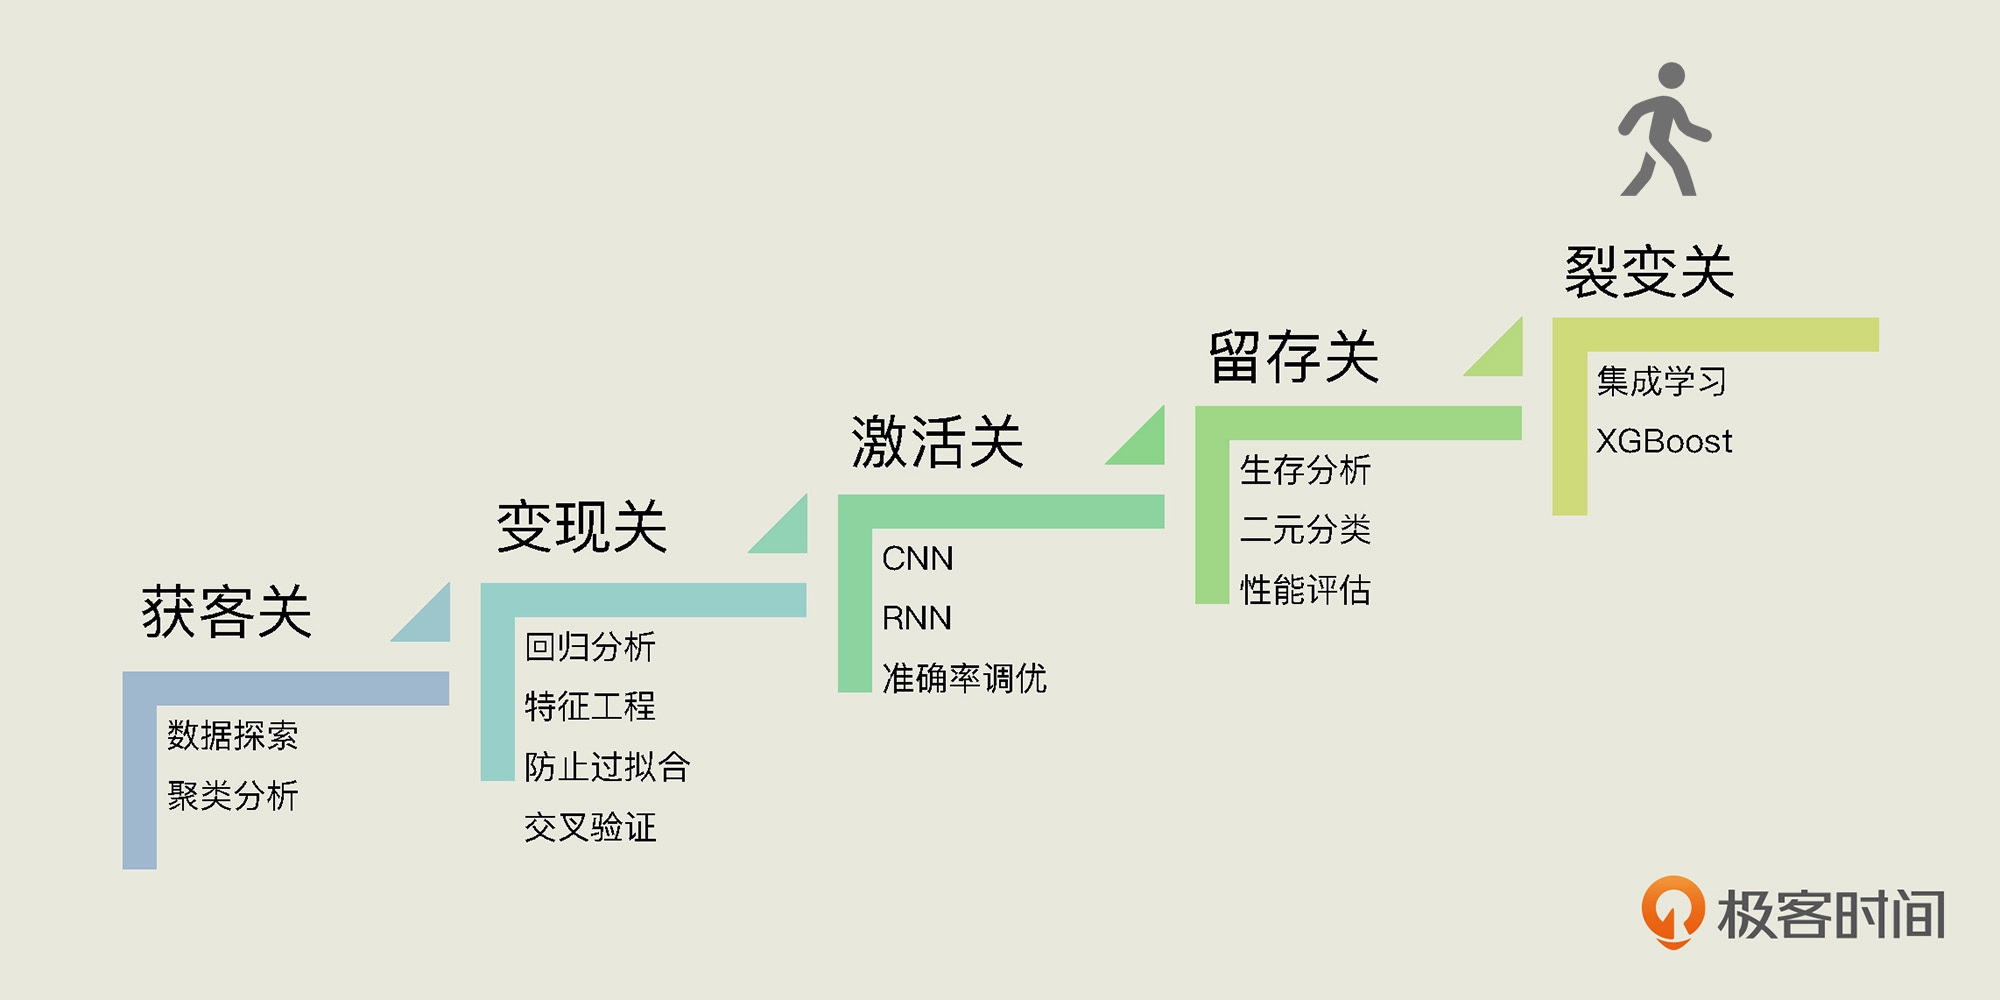 获客关
数据探索
聚类分析
变现关
回归分析
特征工程
防止过拟合
交叉验证
激活关
CNN
RNN
准确率调优
留存关
生存分析
二元分类
性能评估
裂变关
集成学习
XGBoost
极客时间